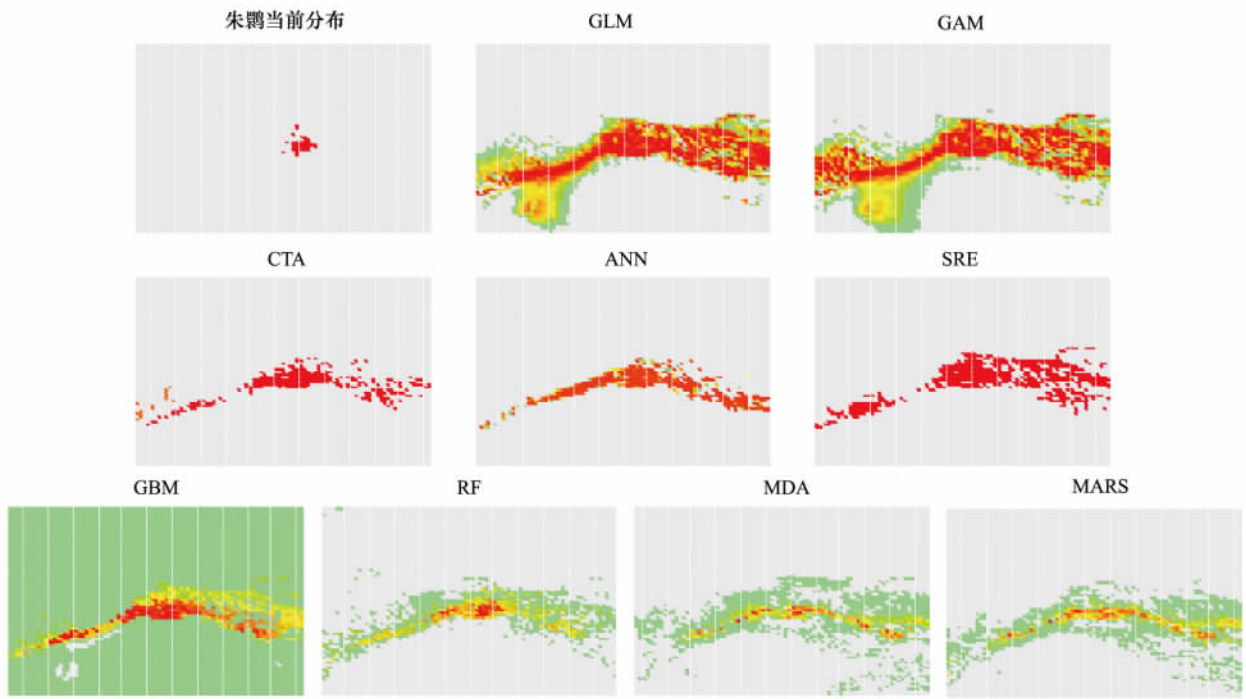 朱鹮当前分布
GLM
GAM
CTA
ANN
SRE
GBM
RF
MDA
MARS